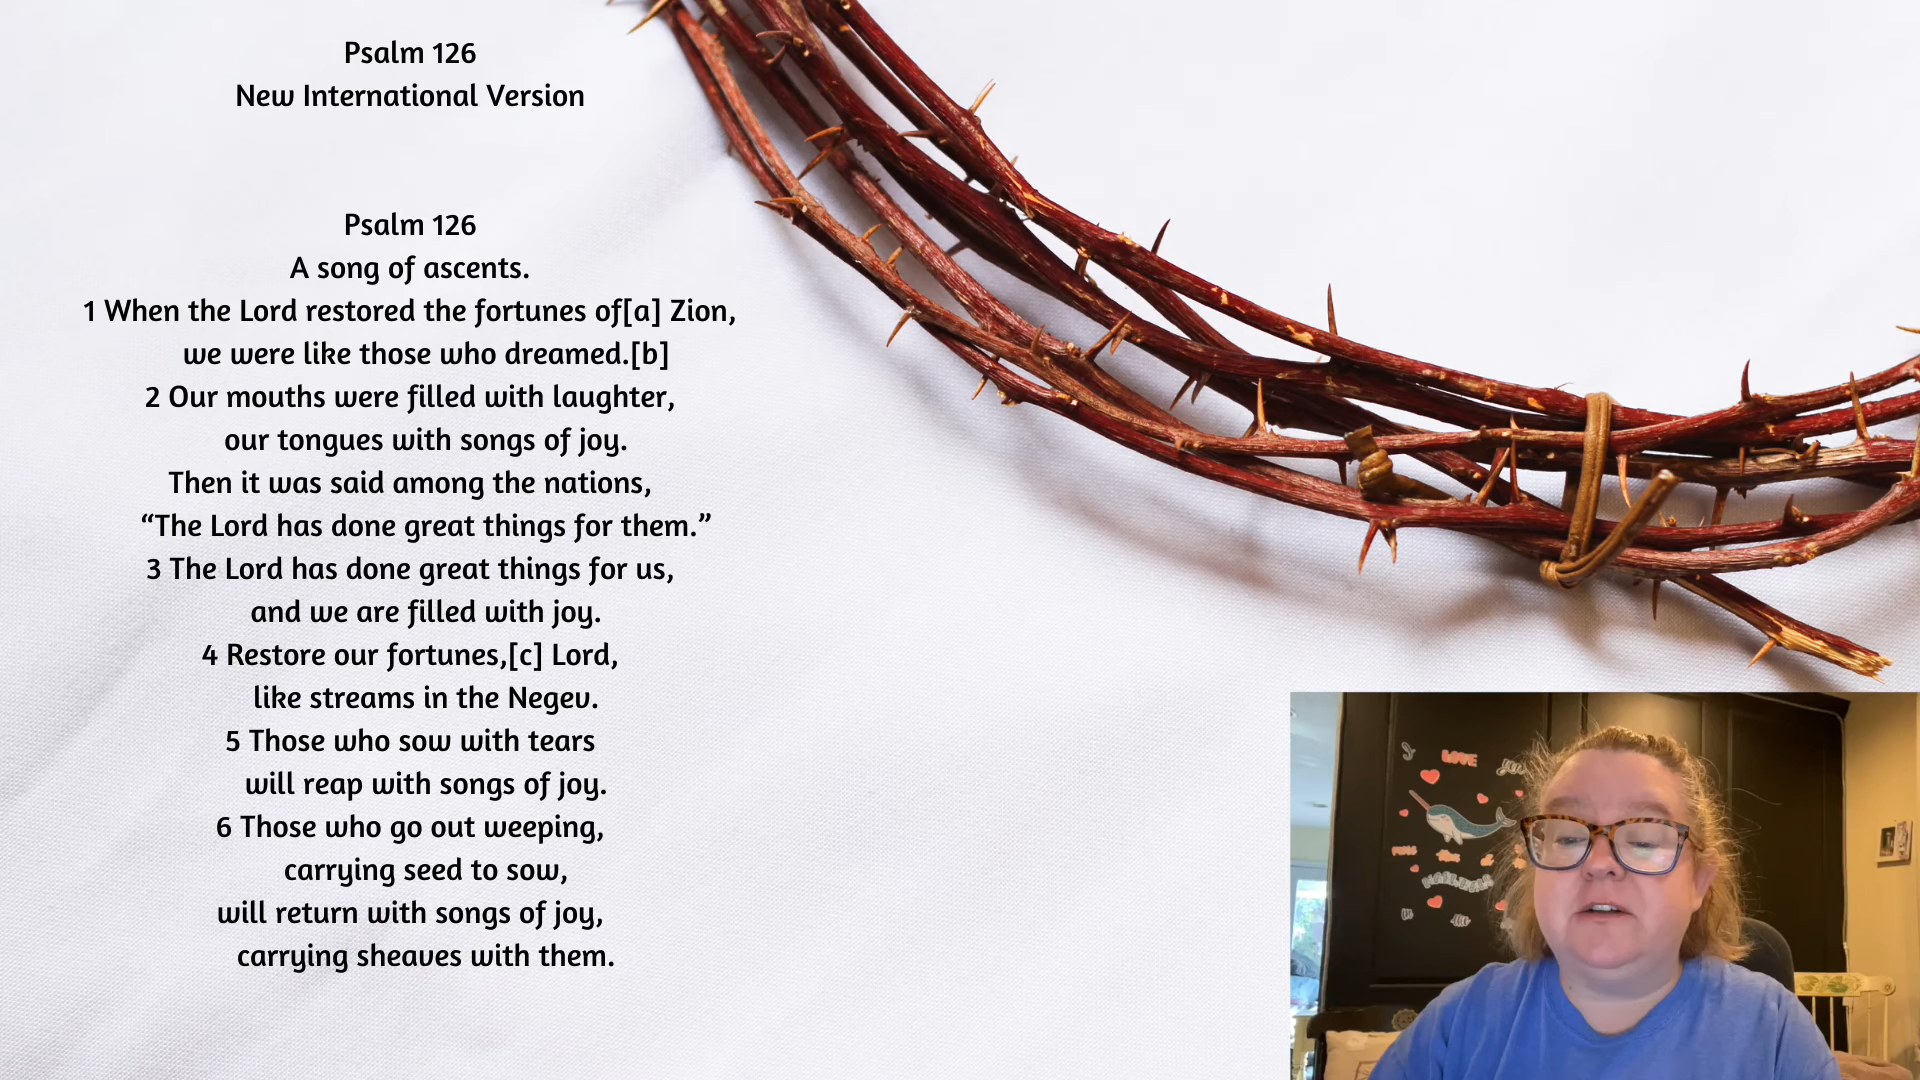 Psalm 126
New International Version
Psalm 126
A song of ascents.
1 When the Lord restored the fortunes of[a] Zion,
we were like those who dreamed.[b]
2 Our mouths were filled with laughter,
our tongues with songs of joy.
Then it was said among the nations,
“The Lord has done great things for them.”
3 The Lord has done great things for us,
and we are filled with joy.
4 Restore our fortunes,[c] Lord,
like streams in the Negev.
5 Those who sow with tears
will reap with songs of joy.
6 Those who go out weeping,
carrying seed to sow,
will return with songs of joy,
carrying sheaves with them.
I LOVE you